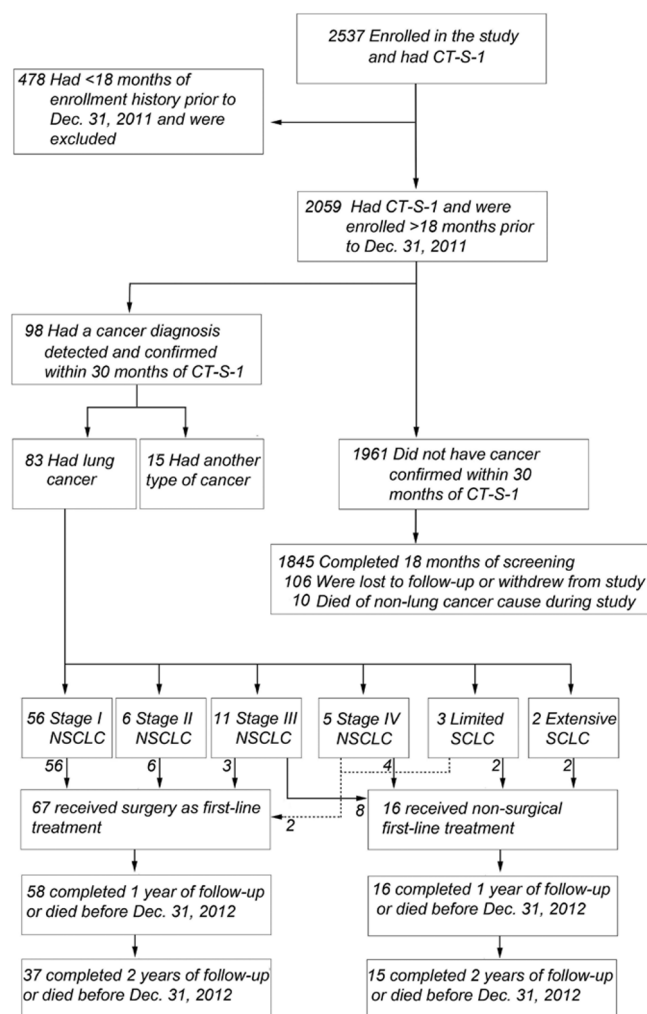 2537 Enrolled in the study
and had CT-S-1
478 Had <18 months of
enrollment history prior to
Dec. 31, 2011 and were
excluded
2059 Had CT-S-1 and were
enrolled >18 months prior
to Dec. 31, 2011
98 Had a cancer diagnosis
detected and confirmed
within 30 months of CT-S-1
83 Had lung
cancer
15 Had another
type of cancer
1961 Did not have cancer
confirmed within 30
months of CT-S-1
1845 Completed 18 months of screening
106 Were lost to follow-up or withdrew from study
10 Died of non-lung cancer cause during study
56 Stage I
NSCLC
6 Stage II
NSCLC
11 Stage III
NSCLC
5 Stage IV
NSCLC
3 Limited
SCLC
2 Extensive
SCLC
56
6
3
4
2
2
8
2
67 received surgery as first-line
treatment
16 received non-surgical
first-line treatment
58 completed 1 year of follow-up
or died before Dec. 31, 2012
16 completed 1 year of follow-up
or died before Dec. 31, 2012
37 completed 2 years of follow-up
or died before Dec. 31, 2012
15 completed 2 years of follow-up
or died before Dec. 31, 2012